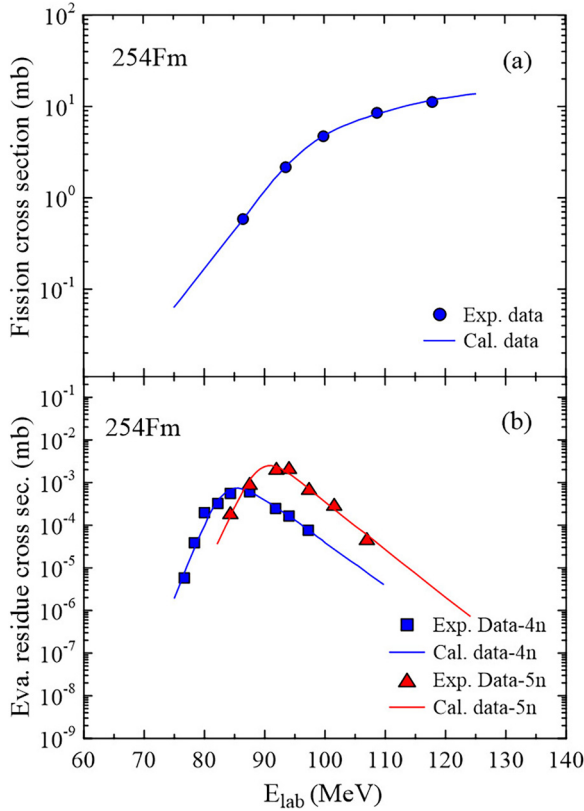 10²
254Fm
(a)
10¹
10⁰
10⁻¹
Fission cross section (mb)
Exp. data
Cal. data
10⁻¹
254Fm
(b)
10⁻²
10⁻³
10⁻⁴
10⁻⁵
10⁻⁶
10⁻⁷
10⁻⁸
10⁻⁹
Eva. residue cross sec. (mb)
Exp. Data-4n
Cal. data-4n
Exp. Data-5n
Cal. data-5n
60 70 80 90 100 110 120 130 140
E_lab (MeV)